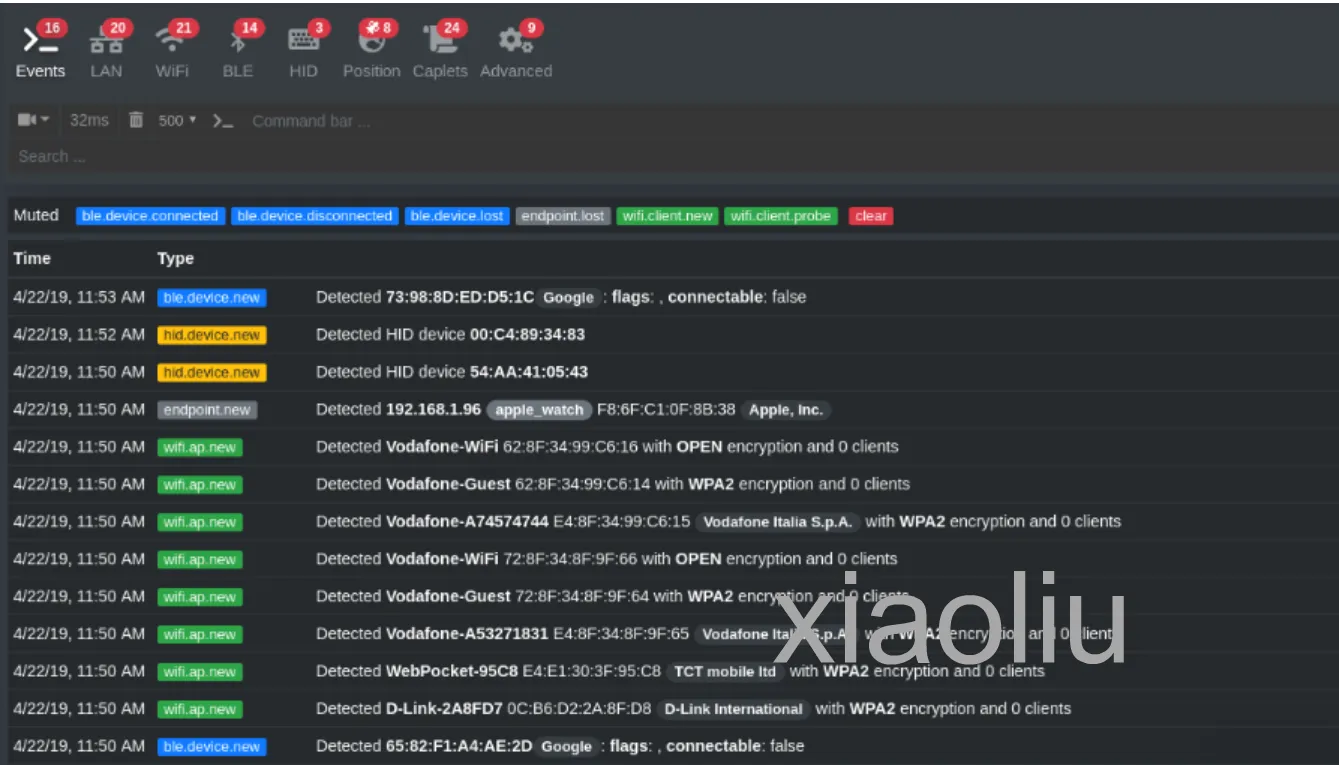 16 20 21 14 3 8 24 9
Events LAN WiFi BLE HID Position Caplets Advanced
32ms 500 Command bar ...
Search ...
Muted ble.device.connected ble.device.disconnected ble.device.lost endpoint.lost wifi.client.new wifi.client.probe clear
Time Type
4/22/19, 11:53 AM ble.device.new Detected 73:98:8D:ED:D5:1C Google : flags: , connectable: false
4/22/19, 11:52 AM hid.device.new Detected HID device 00:C4:89:34:83
4/22/19, 11:50 AM hid.device.new Detected HID device 54:AA:41:05:43
4/22/19, 11:50 AM endpoint.new Detected 192.168.1.96 apple_watch F8:6F:C1:0F:8B:38 Apple, Inc.
4/22/19, 11:50 AM wifi.ap.new Detected Vodafone-WiFi 62:8F:34:99:C6:16 with OPEN encryption and 0 clients
4/22/19, 11:50 AM wifi.ap.new Detected Vodafone-Guest 62:8F:34:99:C6:14 with WPA2 encryption and 0 clients
4/22/19, 11:50 AM wifi.ap.new Detected Vodafone-A74574744 E4:8F:34:99:C6:15 Vodafone Italia S.p.A. with WPA2 encryption and 0 clients
4/22/19, 11:50 AM wifi.ap.new Detected Vodafone-WiFi 72:8F:34:8F:9F:66 with OPEN encryption and 0 clients
4/22/19, 11:50 AM wifi.ap.new Detected Vodafone-Guest 72:8F:34:8F:9F:64 with WPA2 encryption and 0 clients
4/22/19, 11:50 AM wifi.ap.new Detected Vodafone-A53271831 E4:8F:34:8F:9F:65 Vodafone Italia S.p.A. with WPA2 encryption and 0 clients
xiaoliu
4/22/19, 11:50 AM wifi.ap.new Detected WebPocket-95C8 E4:E1:30:3F:95:C8 TCT mobile ltd with WPA2 encryption and 0 clients
4/22/19, 11:50 AM wifi.ap.new Detected D-Link-2A8FD7 0C:B6:D2:2A:8F:D8 D-Link International with WPA2 encryption and 0 clients
4/22/19, 11:50 AM ble.device.new Detected 65:82:F1:A4:AE:2D Google : flags: , connectable: false